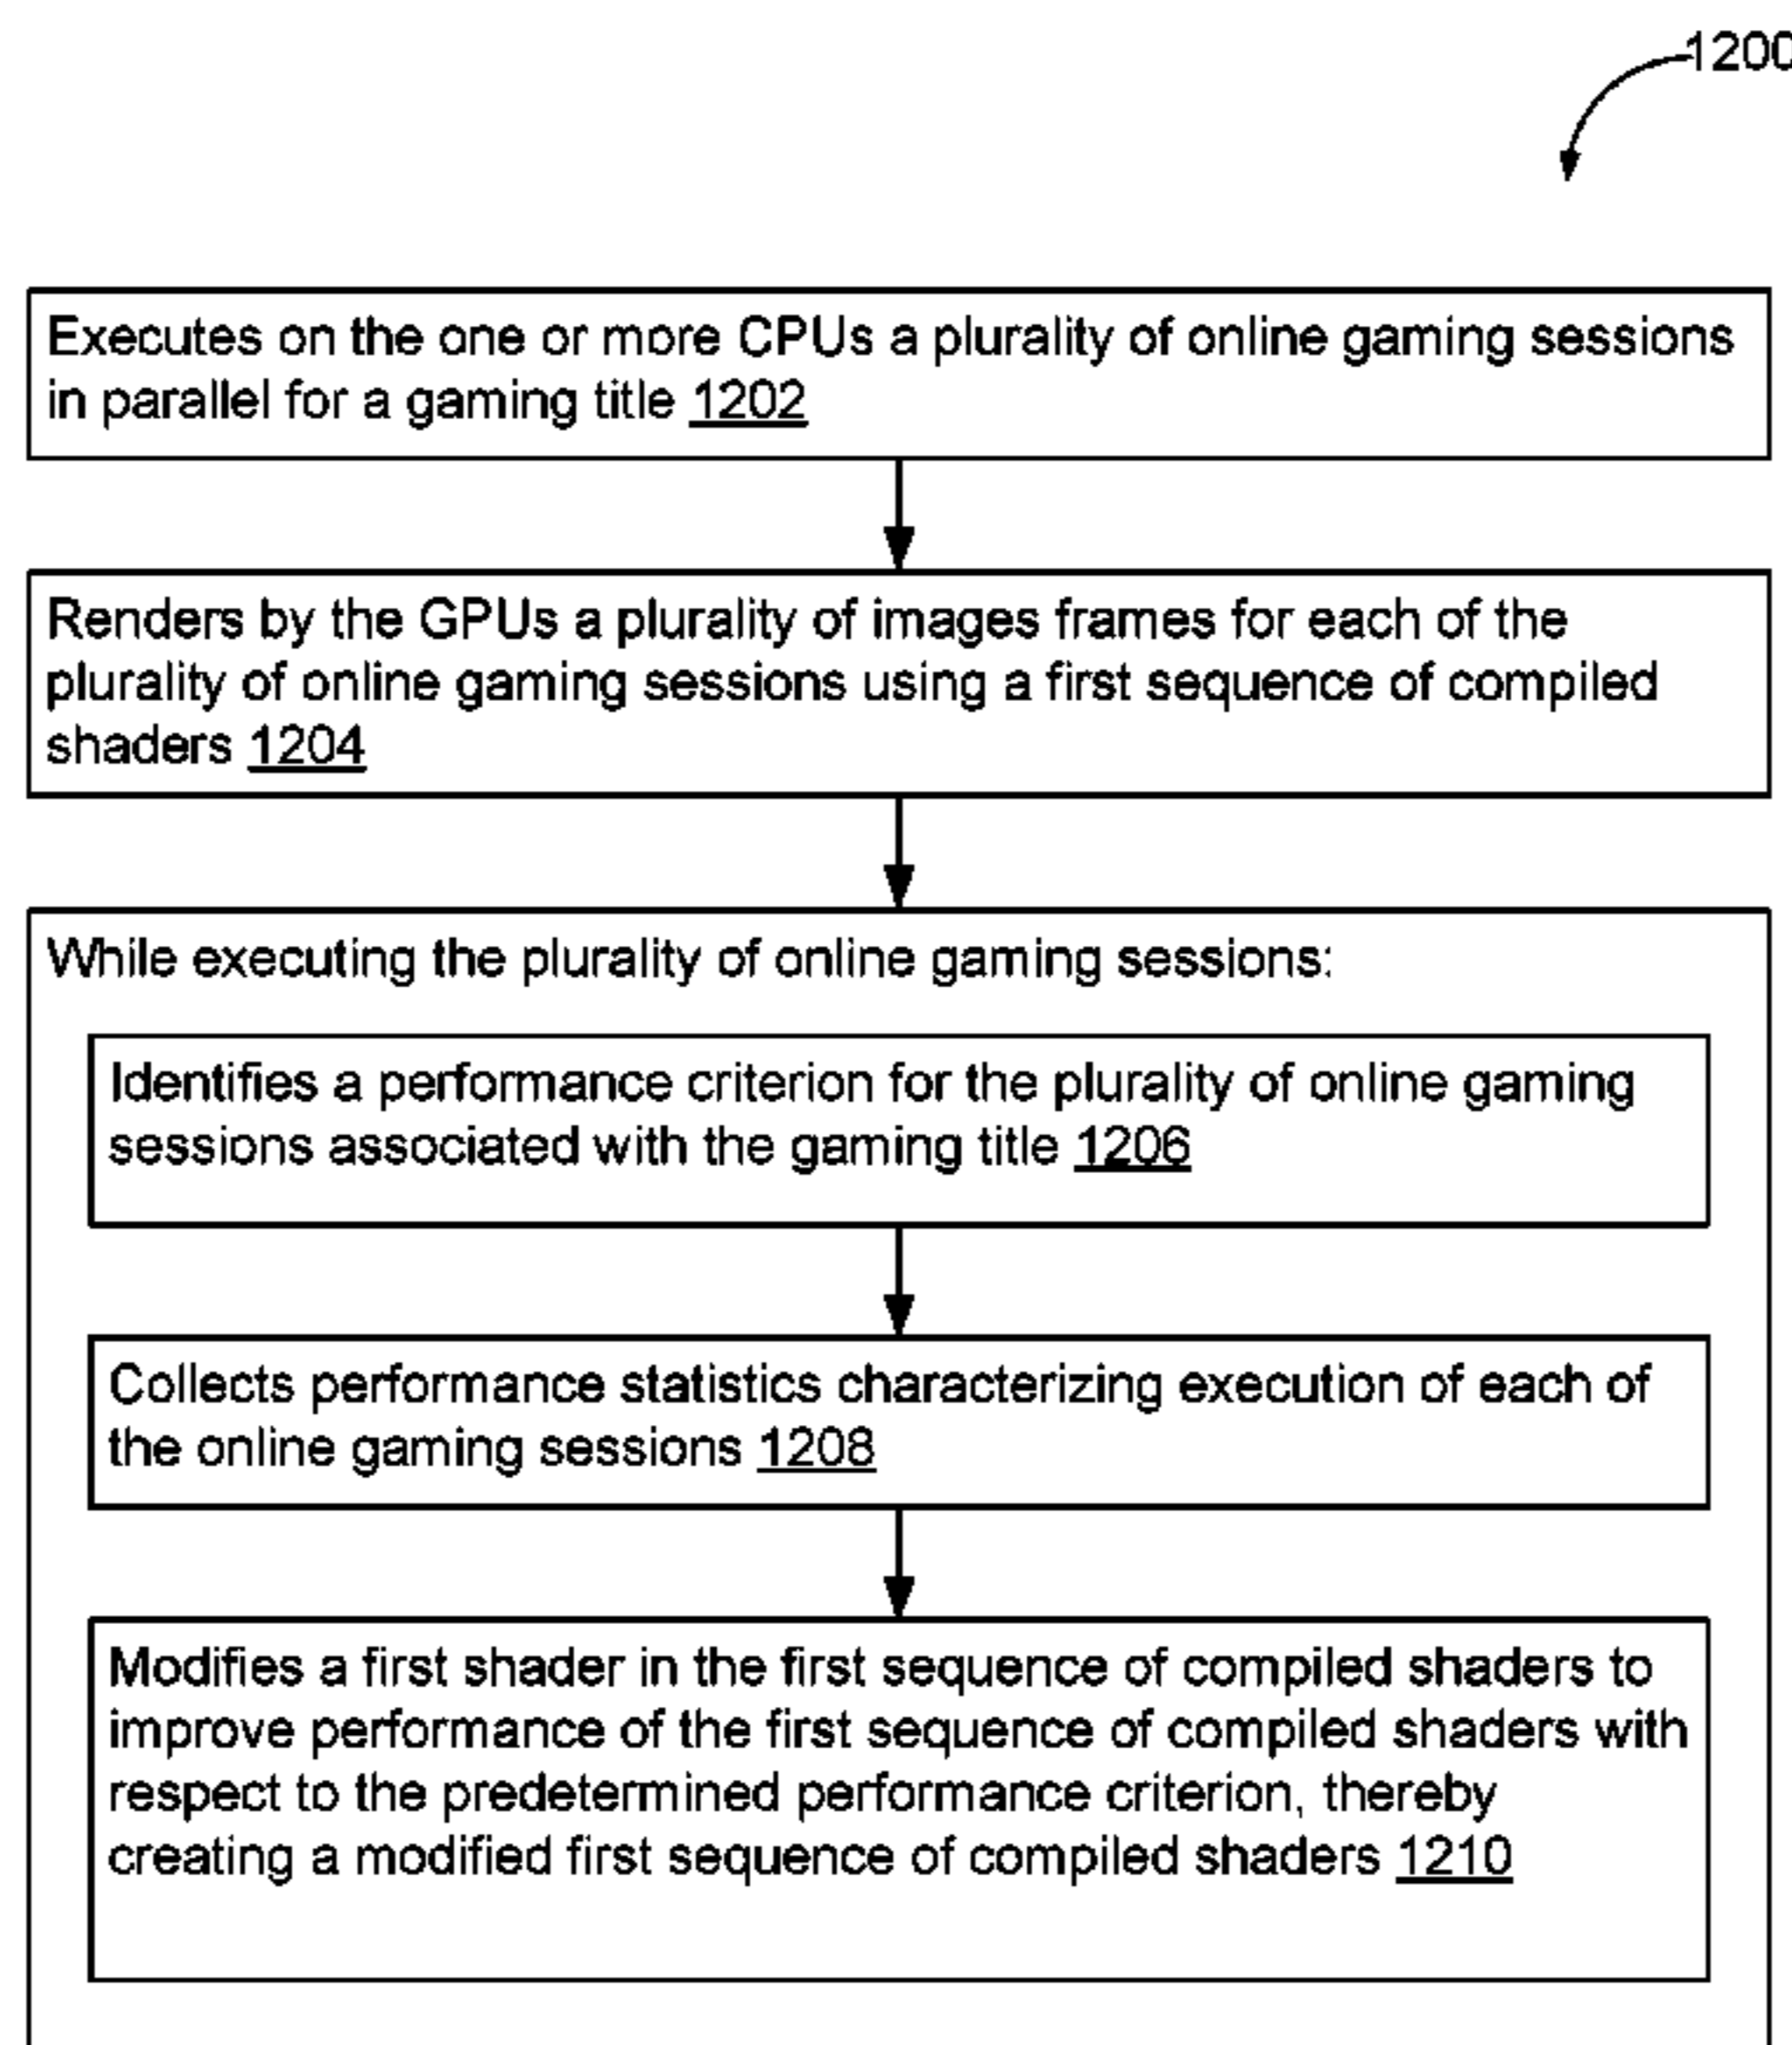 1200
Executes on the one or more CPUs a plurality of online gaming sessions
in parallel for a gaming title 1202
Renders by the GPUs a plurality of images frames for each of the
plurality of online gaming sessions using a first sequence of compiled
shaders 1204
While executing the plurality of online gaming sessions:
Identifies a performance criterion for the plurality of online gaming
sessions associated with the gaming title 1206
Collects performance statistics characterizing execution of each of
the online gaming sessions 1208
Modifies a first shader in the first sequence of compiled shaders to
improve performance of the first sequence of compiled shaders with
respect to the predetermined performance criterion, thereby
creating a modified first sequence of compiled shaders 1210